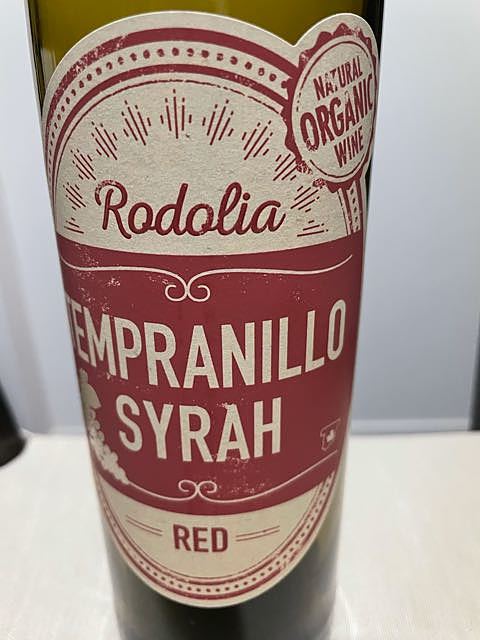 NATURAL
ORGANIC
WINE
Rodolia
TEMPRANILLO
SYRAH
RED